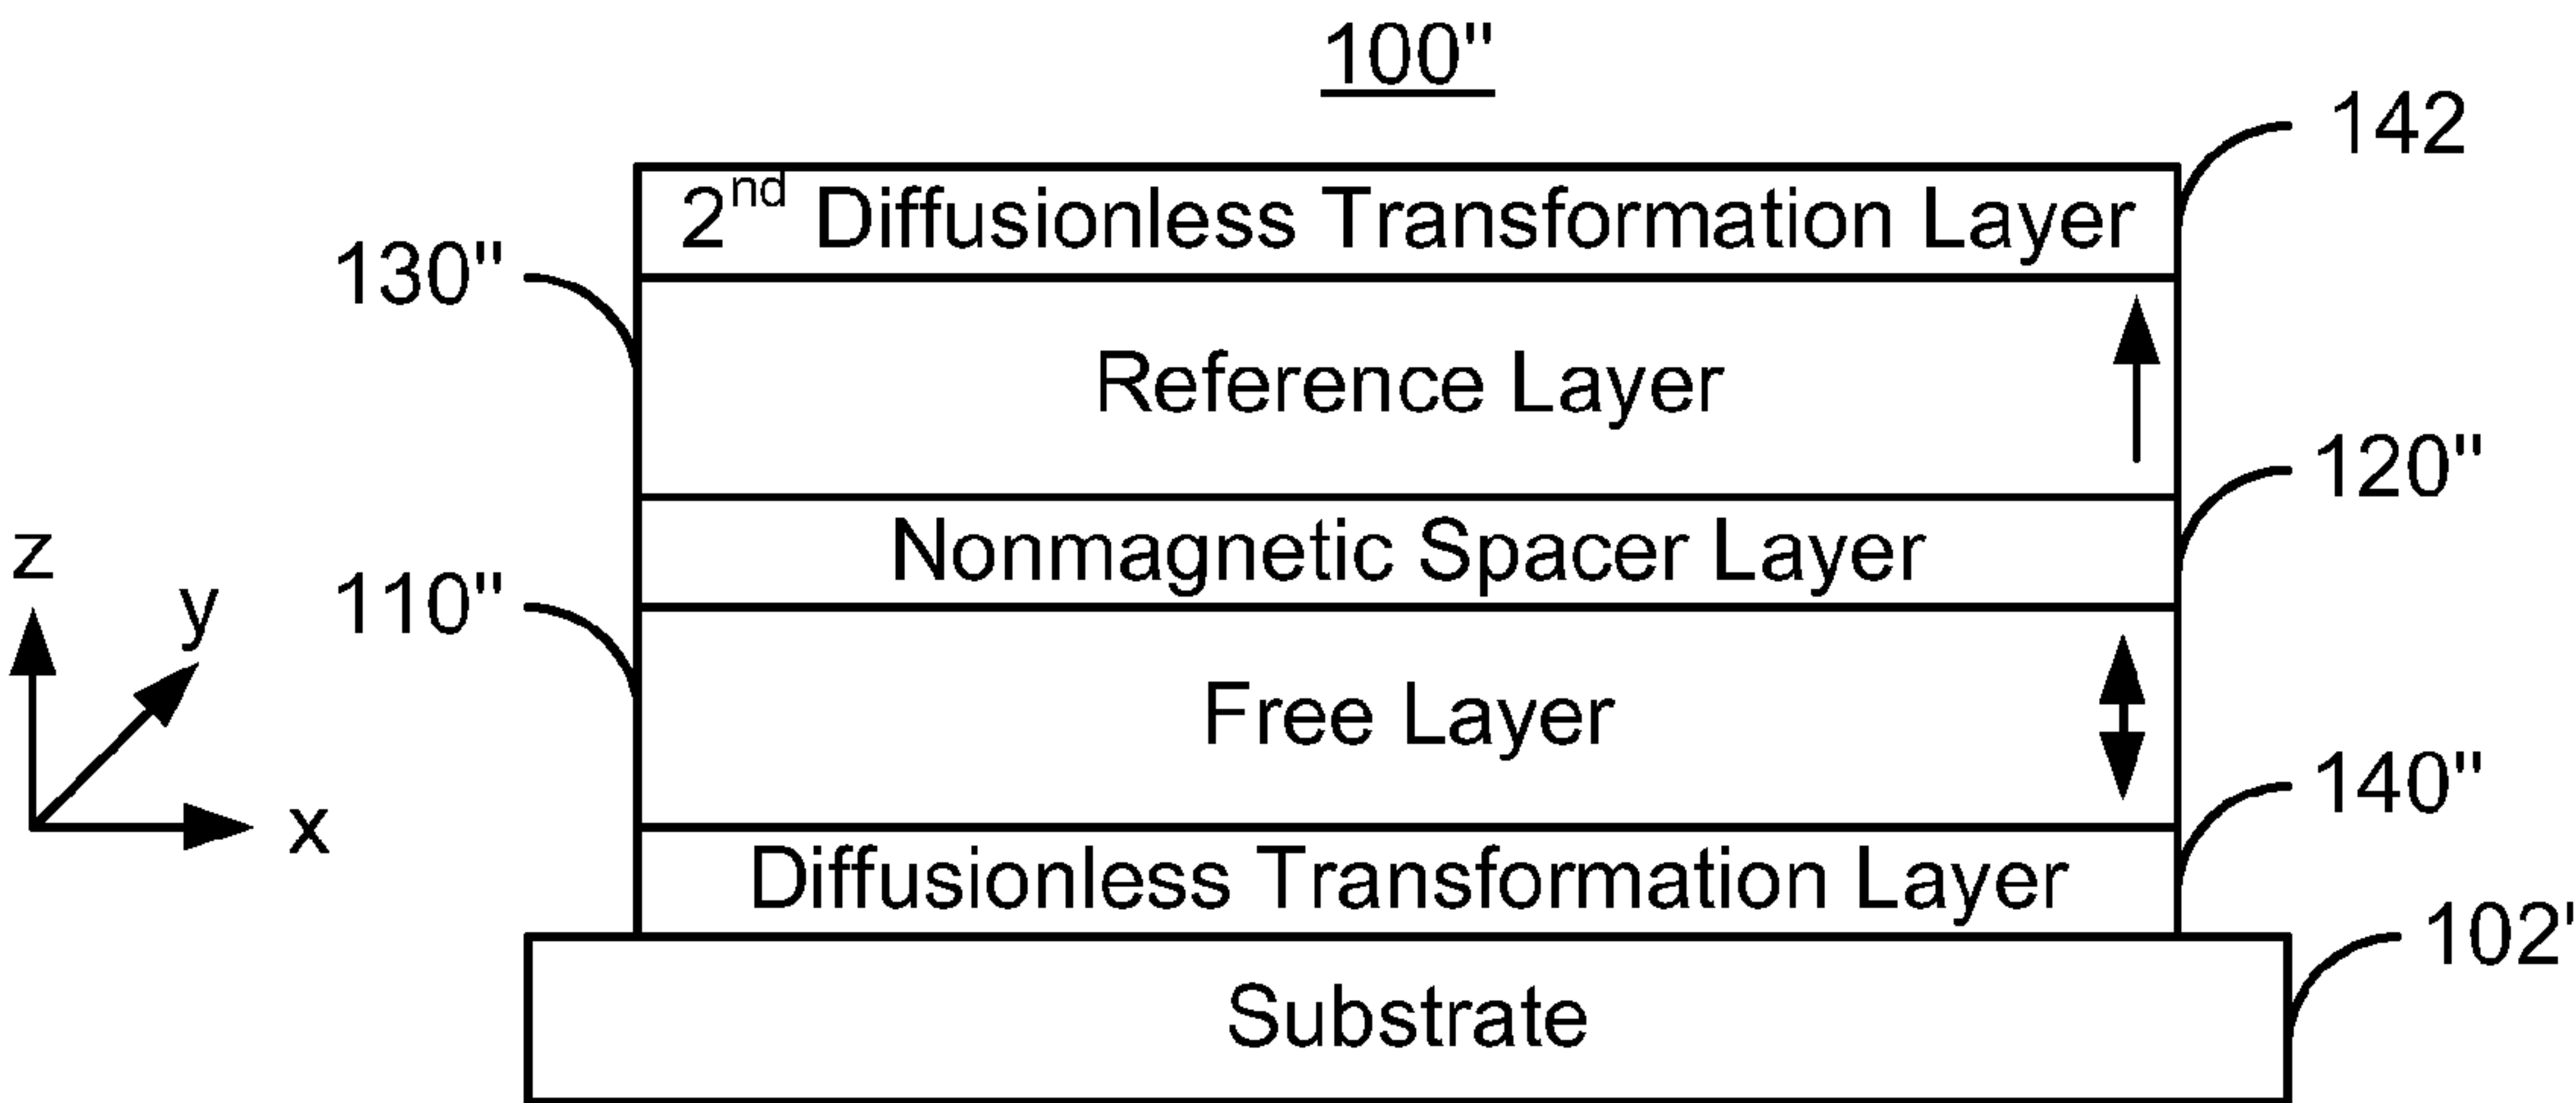 100"
142
2nd Diffusionless Transformation Layer
130"
Reference Layer
120"
Nonmagnetic Spacer Layer
z
y
110"
Free Layer
140"
x
Diffusionless Transformation Layer
102'
Substrate